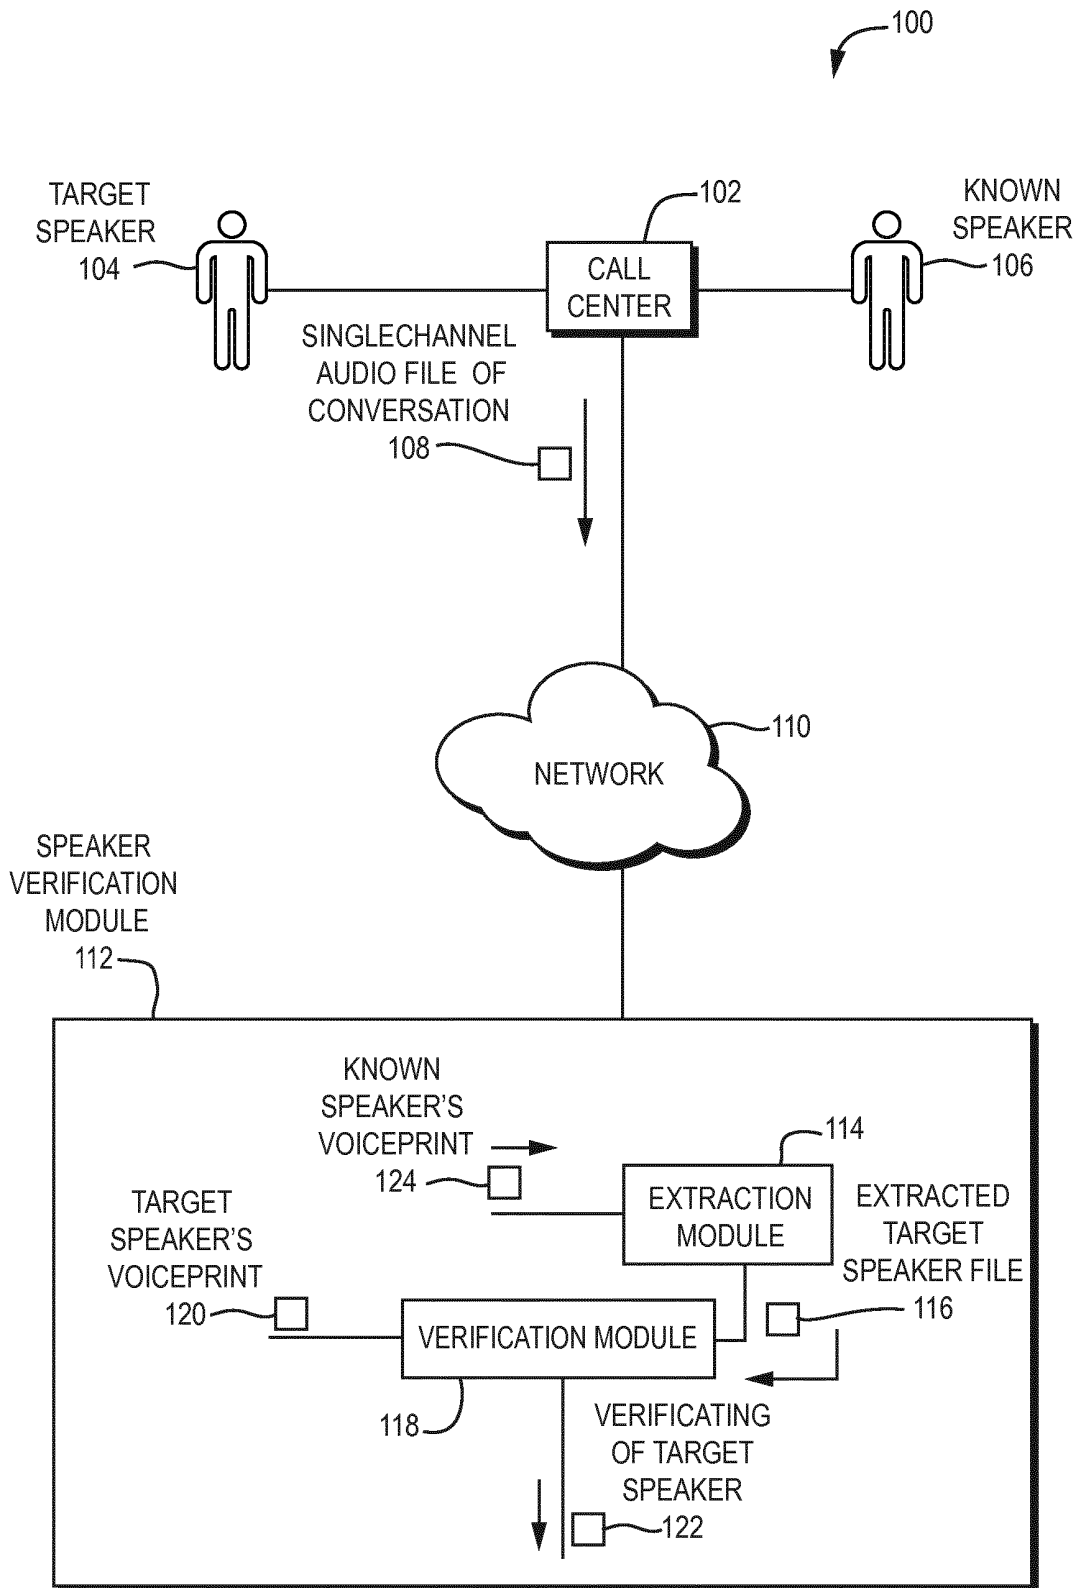 100
TARGET
SPEAKER
104
102
KNOWN
SPEAKER
106
CALL
CENTER
SINGLECHANNEL
AUDIO FILE OF
CONVERSATION
108
110
NETWORK
SPEAKER
VERIFICATION
MODULE
112
KNOWN
SPEAKER'S
VOICEPRINT
124
114
EXTRACTION
MODULE
EXTRACTED
TARGET
SPEAKER FILE
116
TARGET
SPEAKER'S
VOICEPRINT
120
VERIFICATION MODULE
118
VERIFICATING
OF TARGET
SPEAKER
122